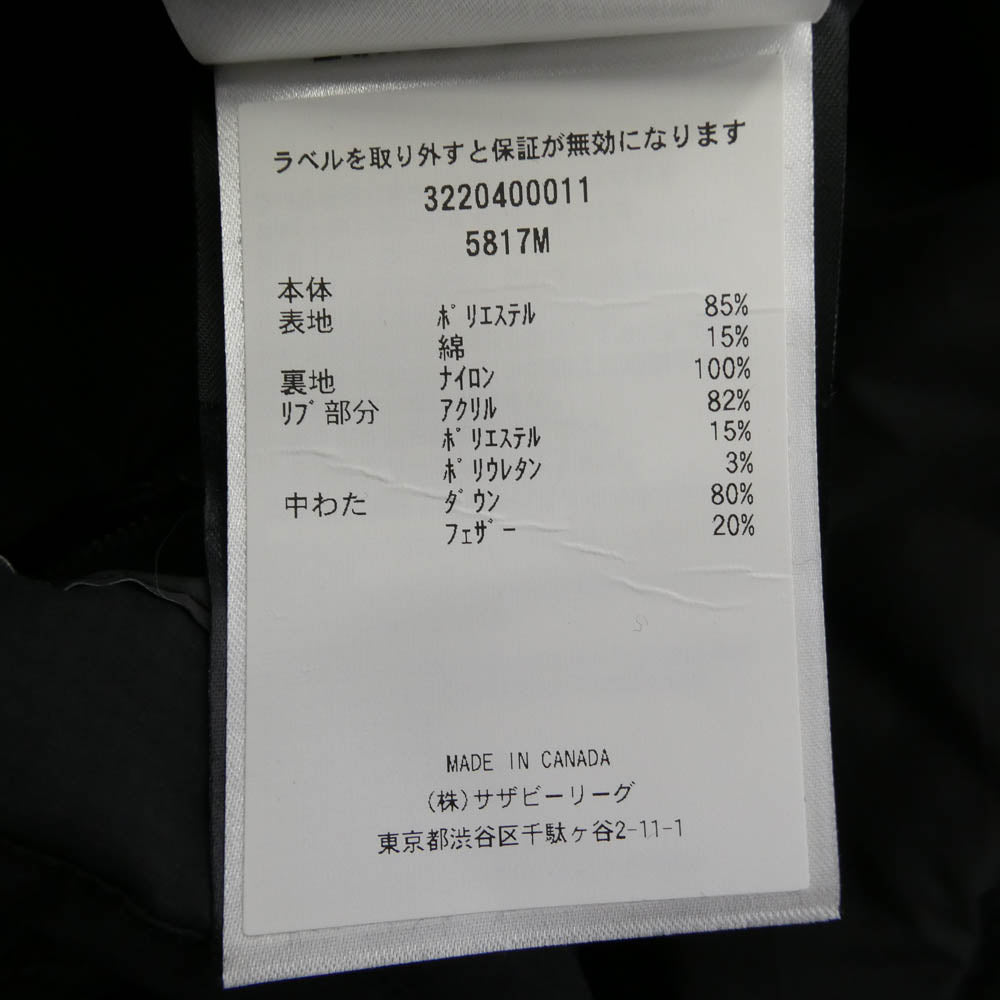 ラベルを取り外すと保証が無効になります
3220400011
5817M
本体
表地 ﾎﾟﾘｴｽﾃﾙ 85%
綿 15%
裏地 ﾅｲﾛﾝ 100%
ﾘﾌﾞ部分 ｱｸﾘﾙ 82%
ﾎﾟﾘｴｽﾃﾙ 15%
ﾎﾟﾘｳﾚﾀﾝ 3%
中わた ﾀﾞｳﾝ 80%
ﾌｪｻﾞｰ 20%
MADE IN CANADA
(株)サザビーリーグ
東京都渋谷区千駄ヶ谷2-11-1